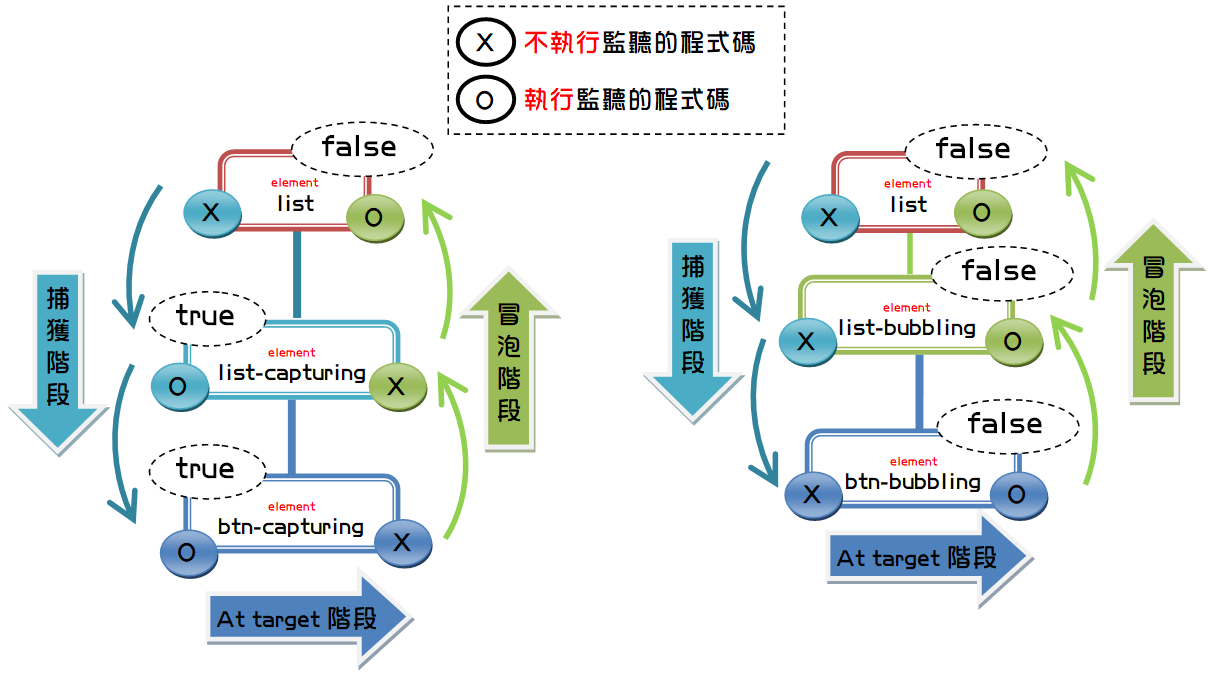 X 不執行監聽的程式碼
O 執行監聽的程式碼
false
element
list
X
O
捕獲階段
true
element
list-capturing
O
X
冒泡階段
true
element
btn-capturing
O
X
At target 階段
false
element
list
X
O
捕獲階段
冒泡階段
false
element
list-bubbling
X
O
false
element
btn-bubbling
X
O
At target 階段